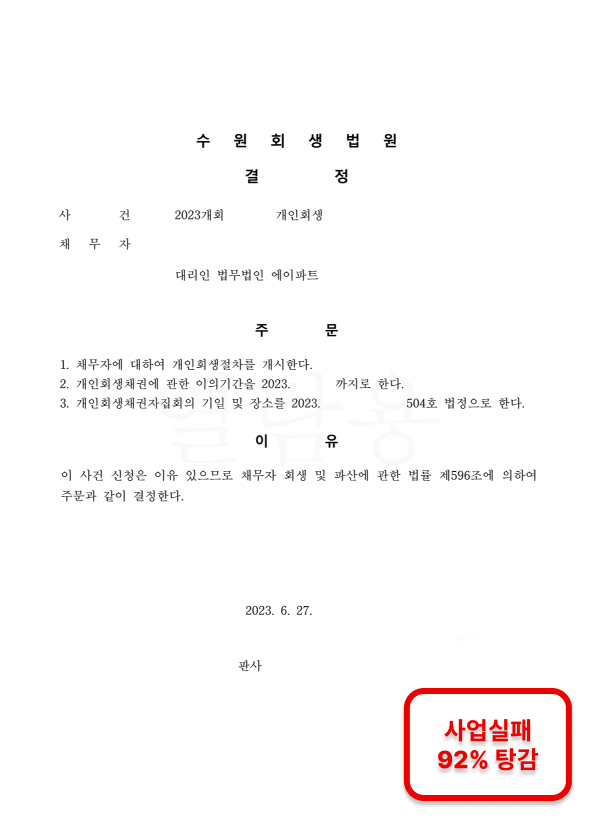 수 원 회 생 법 원
결 정
사 건 2023개회 개인회생
채 무 자
대리인 법무법인 에이파트
주 문
1. 채무자에 대하여 개인회생절차를 개시한다.
2. 개인회생채권에 관한 이의기간을 2023. 까지로 한다.
3. 개인회생채권자집회의 기일 및 장소를 2023. 504호 법정으로 한다.
이 유
이 사건 신청은 이유 있으므로 채무자 회생 및 파산에 관한 법률 제596조에 의하여
주문과 같이 결정한다.
2023. 6. 27.
판사
사업실패
92% 탕감